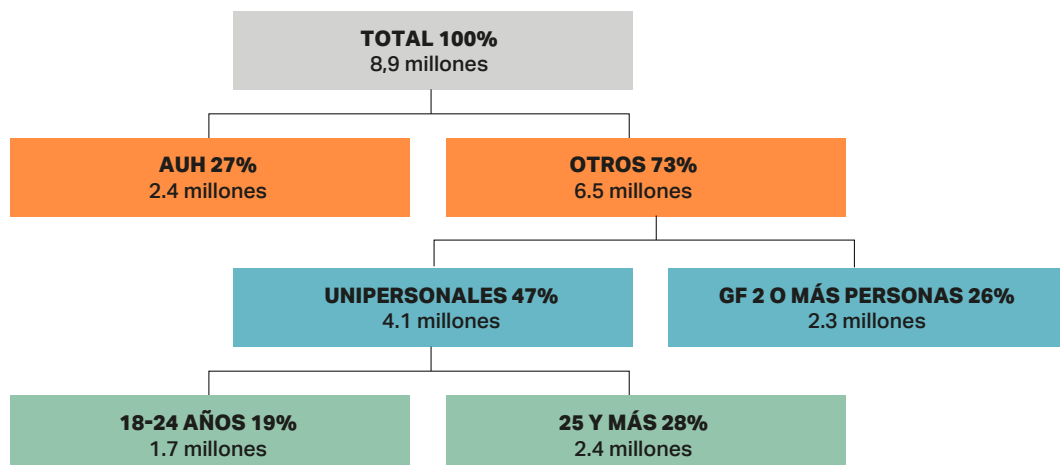 TOTAL 100%
8,9 millones
AUH 27%
2.4 millones
OTROS 73%
6.5 millones
UNIPERSONALES 47%
4.1 millones
GF 2 O MÁS PERSONAS 26%
2.3 millones
18-24 AÑOS 19%
1.7 millones
25 Y MÁS 28%
2.4 millones